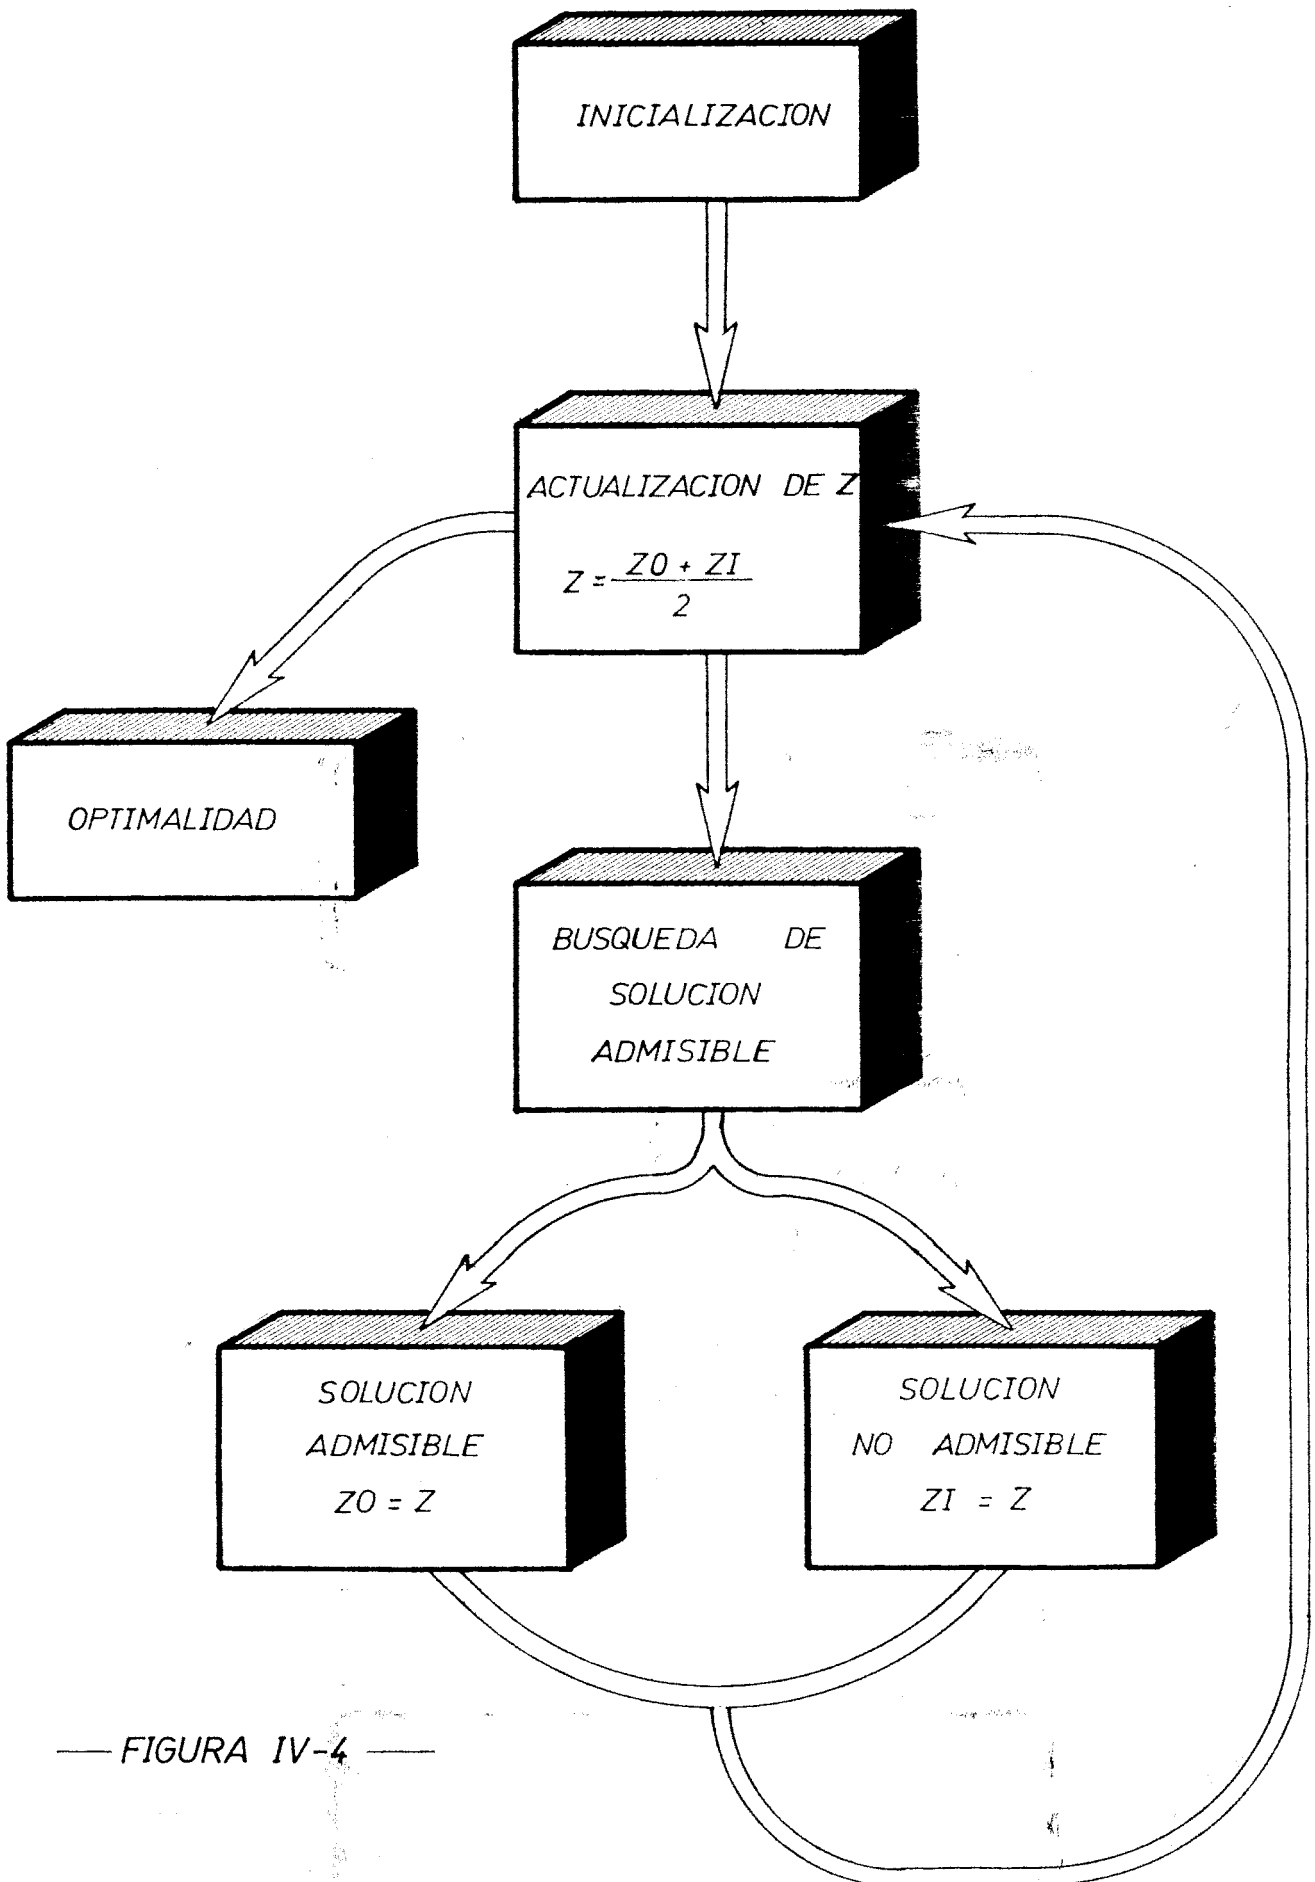 INICIALIZACION
ACTUALIZACION DE Z
Z = ZO + ZI / 2
OPTIMALIDAD
BUSQUEDA DE
SOLUCION
ADMISIBLE
SOLUCION
ADMISIBLE
ZO = Z
SOLUCION
NO ADMISIBLE
ZI = Z
— FIGURA IV-4 —